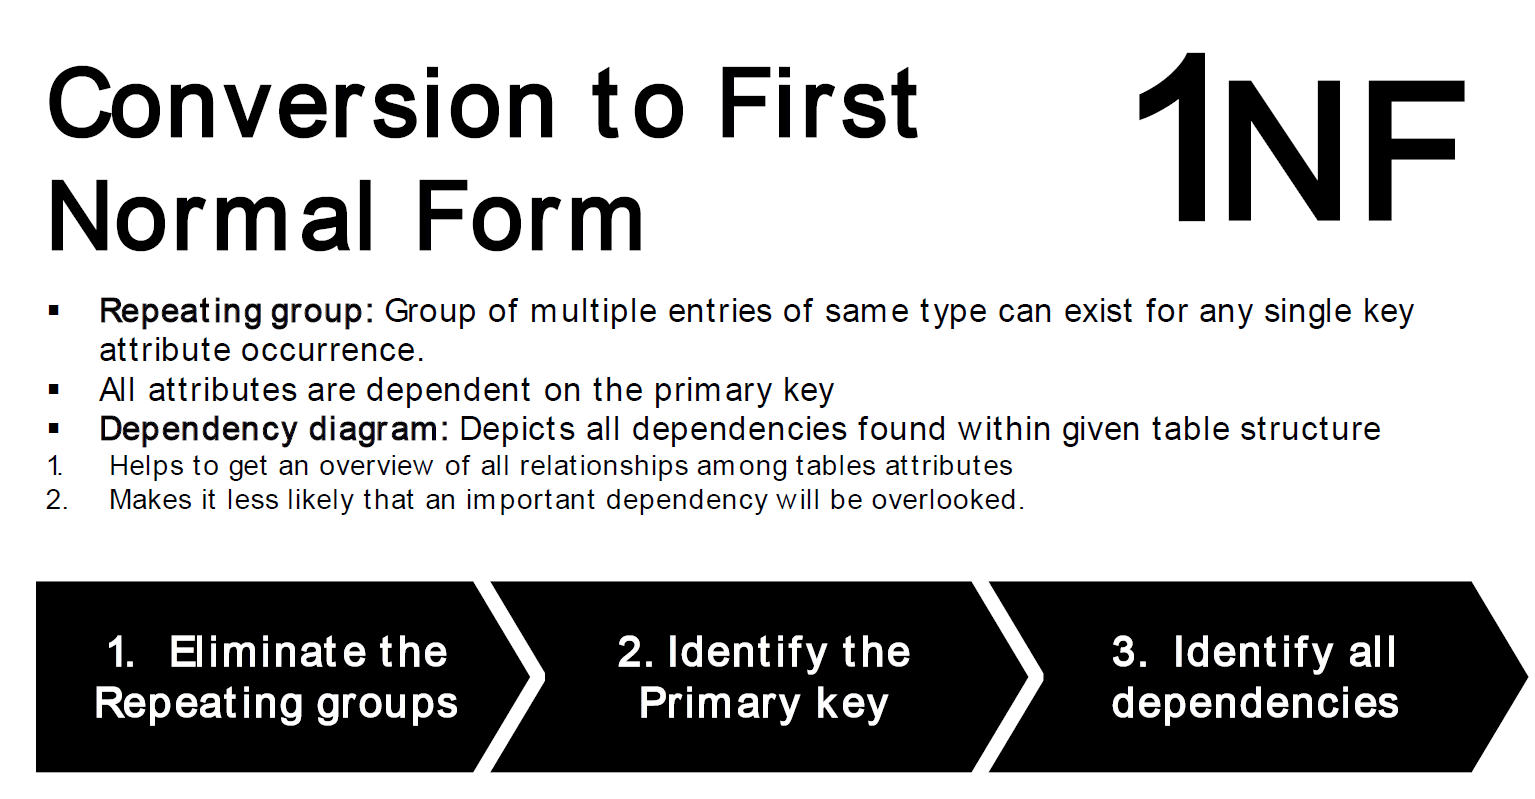 Conversion to First
1NF
Normal Form
▪ Repeating group: Group of multiple entries of same type can exist for any single key
attribute occurrence.
▪ All attributes are dependent on the primary key
▪ Dependency diagram: Depicts all dependencies found within given table structure
1. Helps to get an overview of all relationships among tables attributes
2. Makes it less likely that an important dependency will be overlooked.
1. Eliminate the
Repeating groups
2. Identify the
Primary key
3. Identify all
dependencies